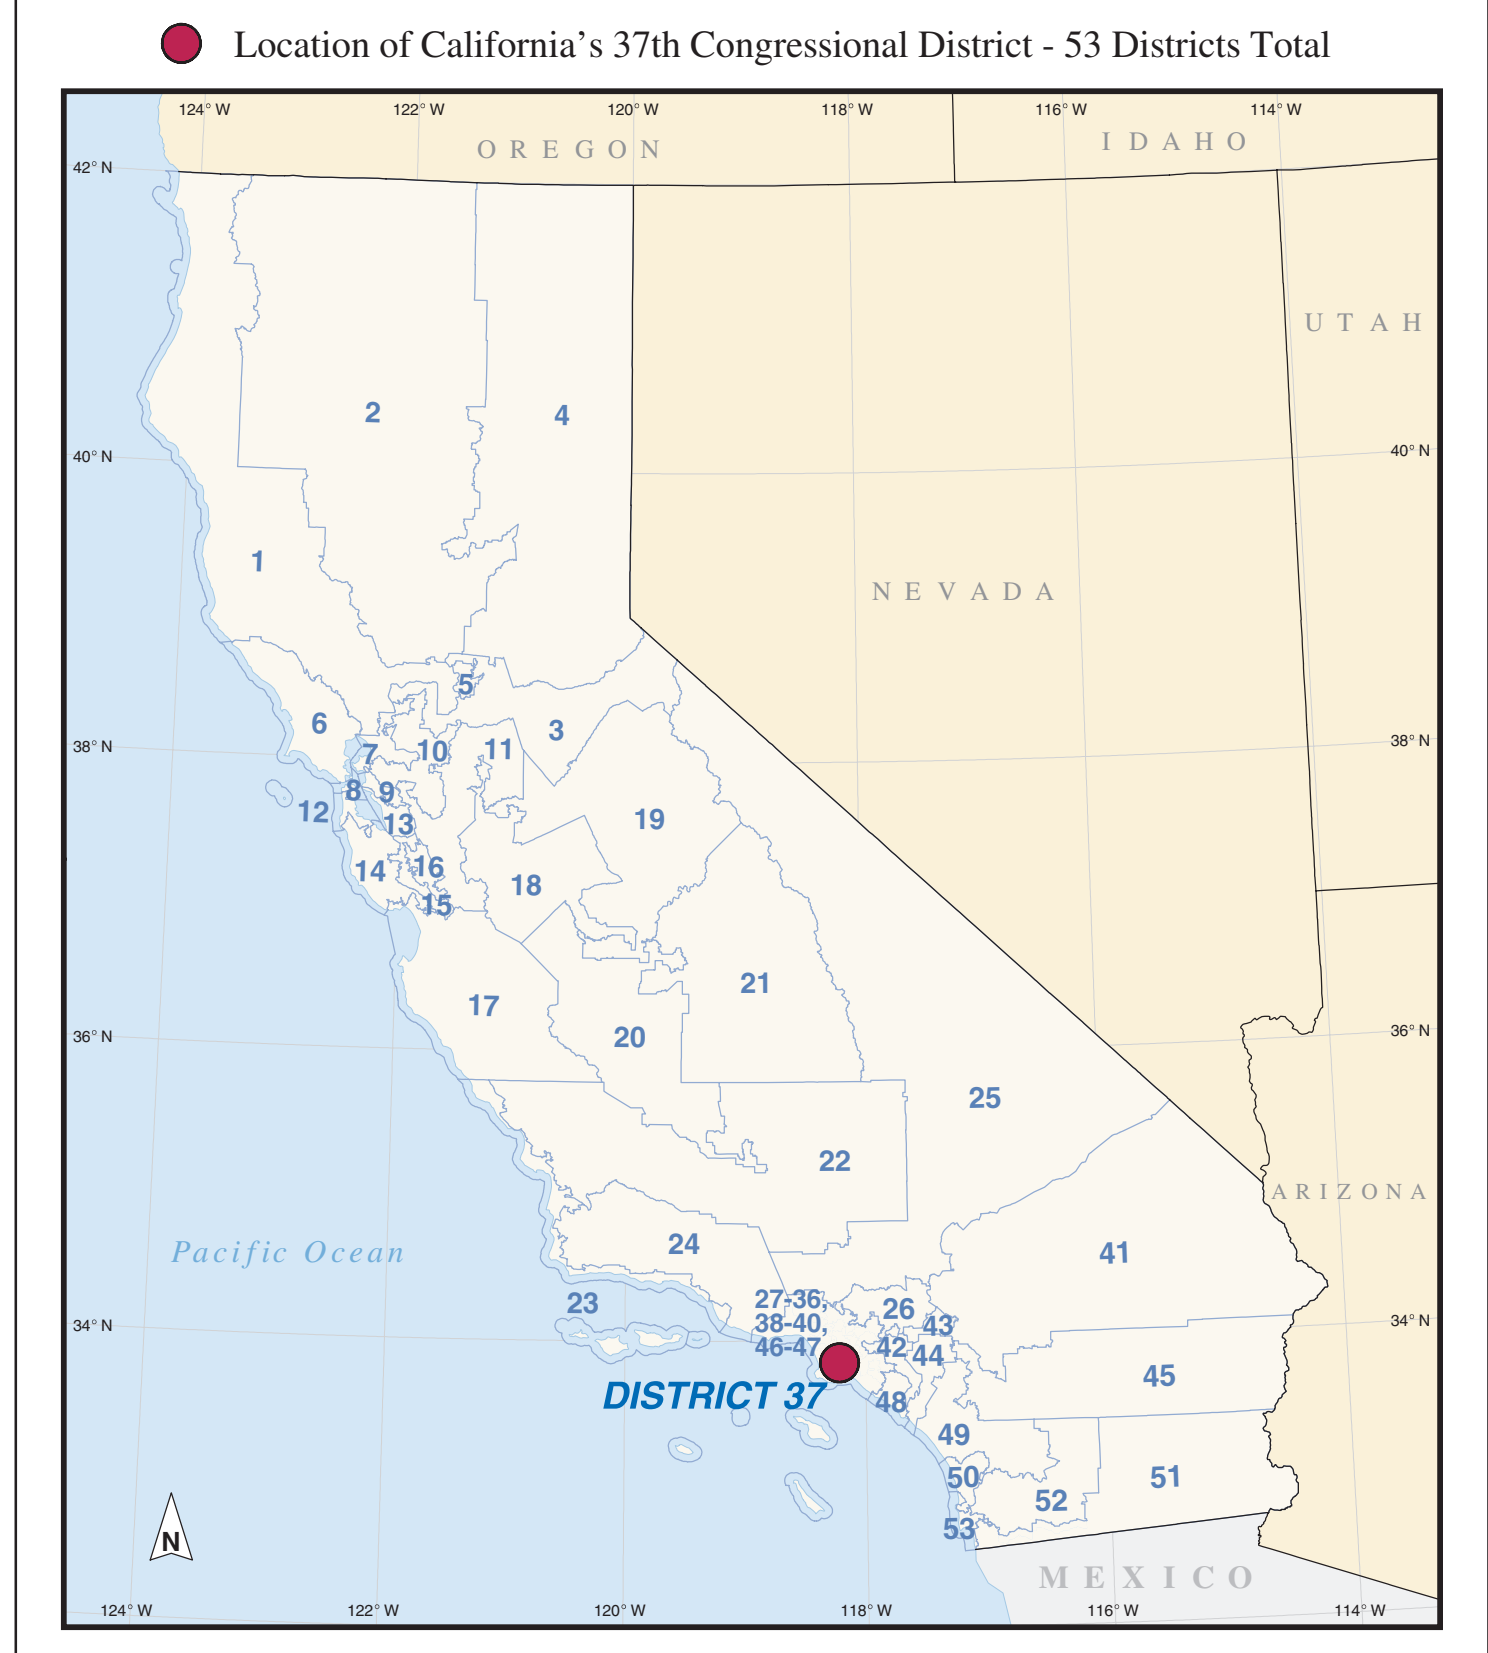 Location of California's 37th Congressional District - 53 Districts Total
124° W 122° W 120° W 118° W 116° W 114° W
OREGON
IDAHO
42° N
UTAH
2
4
40° N
40° N
1
NEVADA
5
6
3
38° N
38° N
7
10
11
8
9
12
13
19
14
16
18
15
21
17
20
36° N
36° N
25
22
ARIZONA
Pacific Ocean
24
41
23
27-36,
38-40,
46-47
26
43
34° N
34° N
42
44
DISTRICT 37
45
48
49
50
51
52
53
N
MEXICO
124° W 122° W 120° W 118° W 116° W 114° W